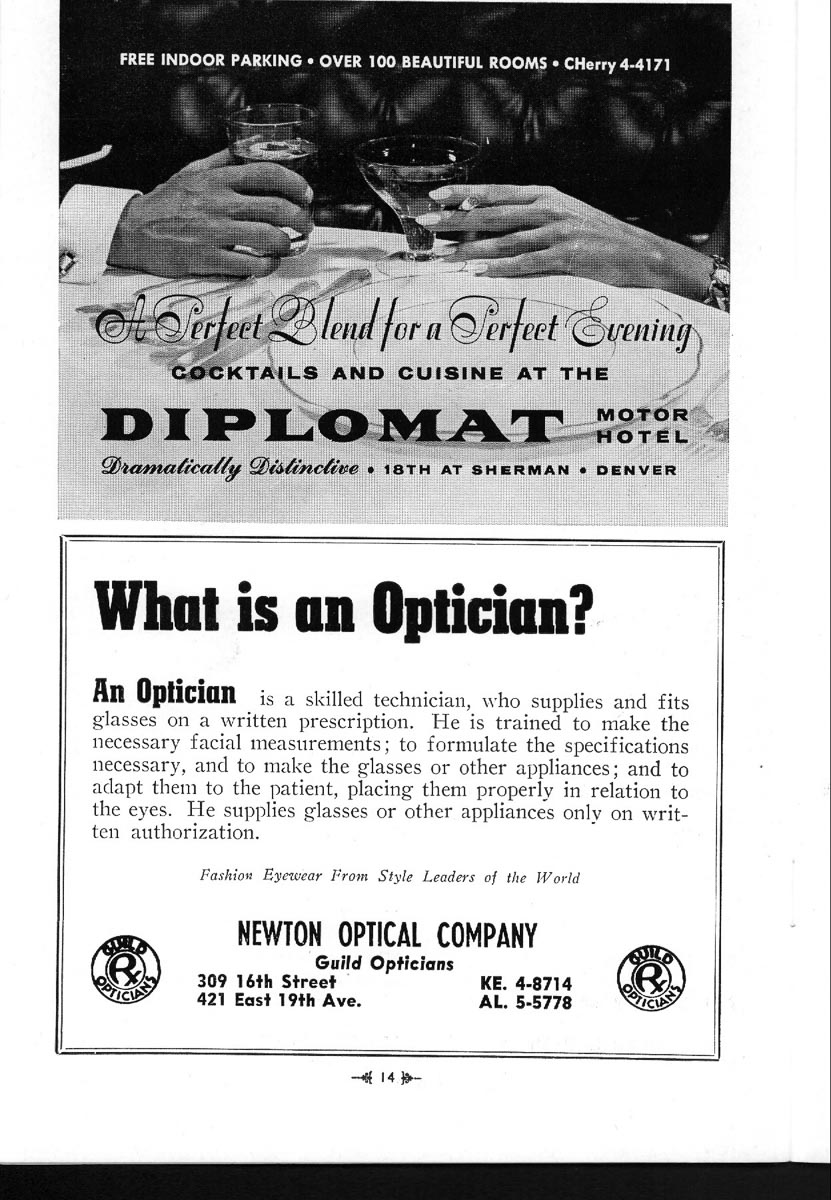 FREE INDOOR PARKING • OVER 100 BEAUTIFUL ROOMS • CHerry 4-4171
A Perfect Blend for a Perfect Evening
COCKTAILS AND CUISINE AT THE
DIPLOMAT MOTOR
HOTEL
Dramatically Distinctive • 18TH AT SHERMAN • DENVER
What is an Optician?
An Optician is a skilled technician, who supplies and fits
glasses on a written prescription. He is trained to make the
necessary facial measurements; to formulate the specifications
necessary, and to make the glasses or other appliances; and to
adapt them to the patient, placing them properly in relation to
the eyes. He supplies glasses or other appliances only on writ-
ten authorization.
Fashion Eyewear From Style Leaders of the World
NEWTON OPTICAL COMPANY
Guild Opticians
309 16th Street KE. 4-8714
421 East 19th Ave. AL. 5-5778
GUILD
Rx
OPTICIANS
GUILD
Rx
OPTICIANS
14